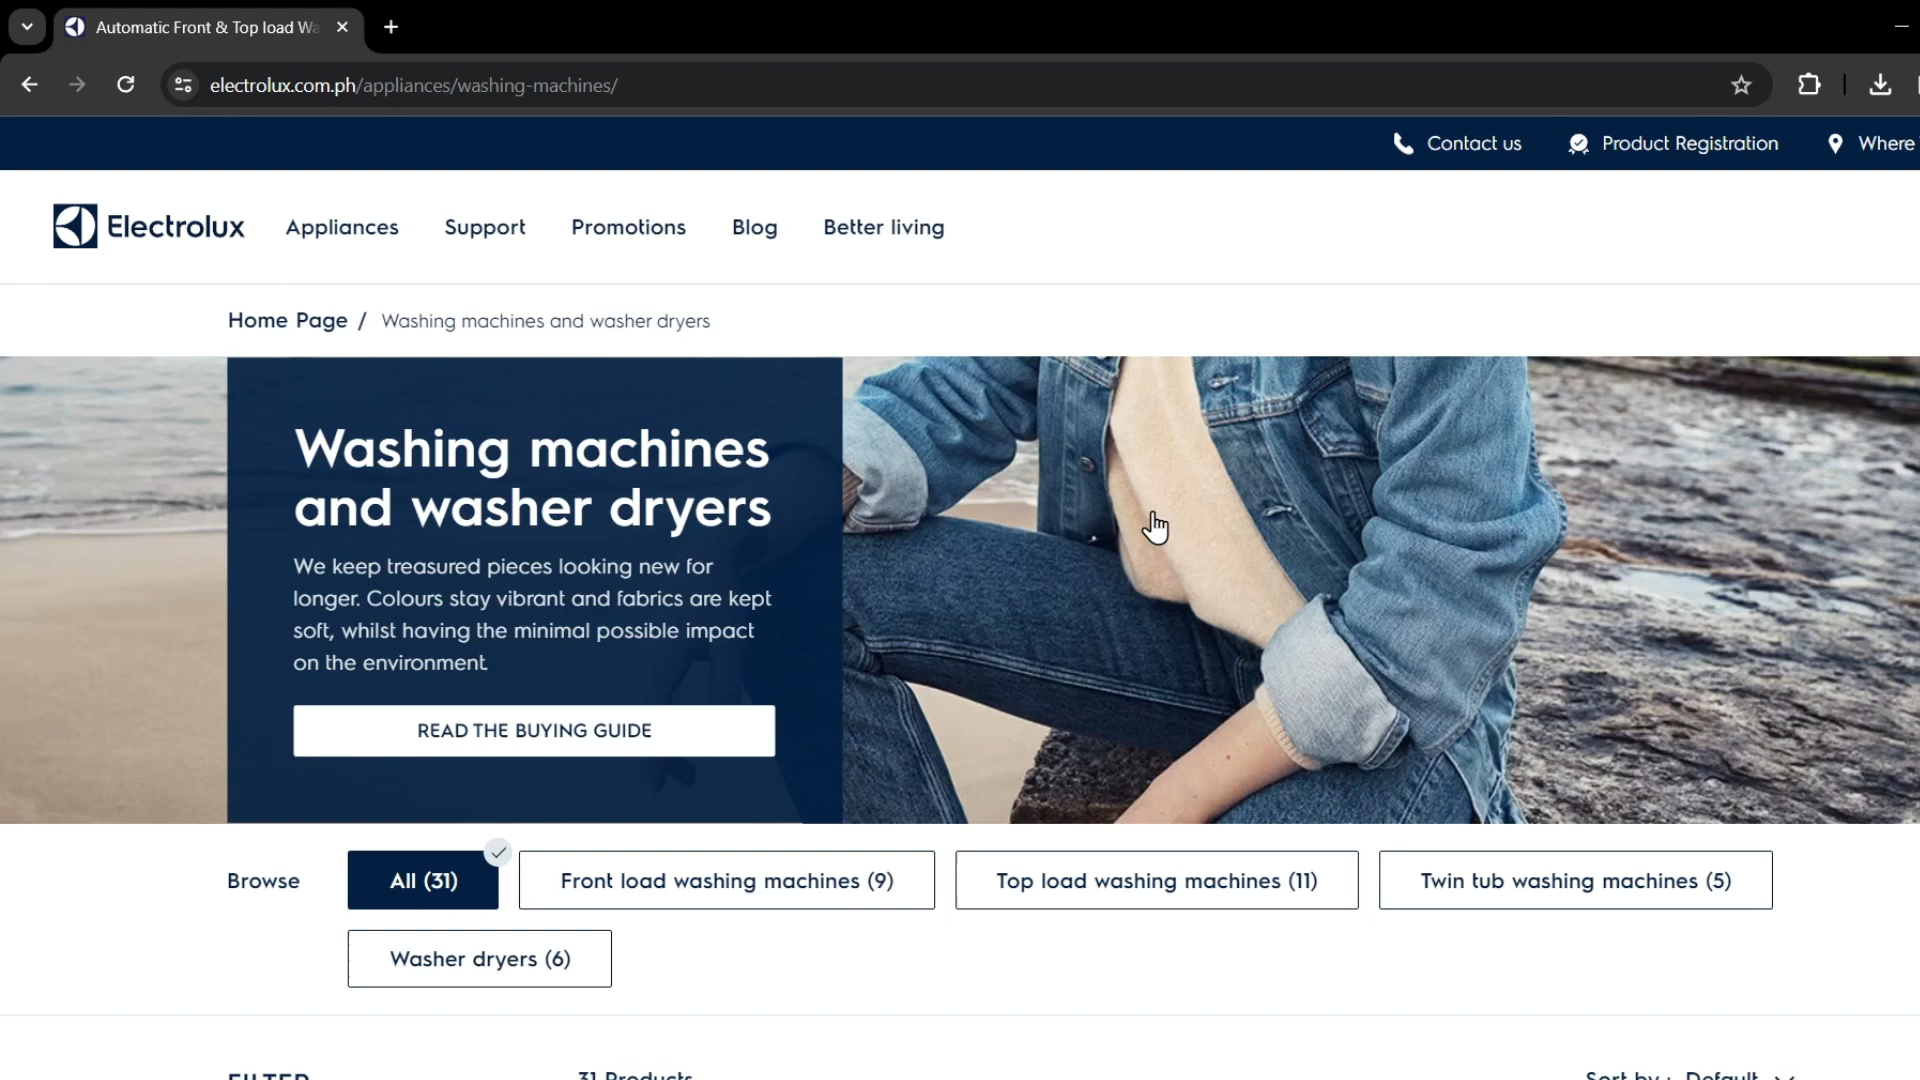 Automatic Front & Top load Wa
electrolux.com.ph/appliances/washing-machines/
Contact us
Product Registration
Where
Electrolux
Appliances
Support
Promotions
Blog
Better living
Home Page / Washing machines and washer dryers
Washing machines
and washer dryers
We keep treasured pieces looking new for
longer. Colours stay vibrant and fabrics are kept
soft, whilst having the minimal possible impact
on the environment.
READ THE BUYING GUIDE
Browse
All (31)
Front load washing machines (9)
Top load washing machines (11)
Twin tub washing machines (5)
Washer dryers (6)
FILTER
31 Products
Sort by : Default